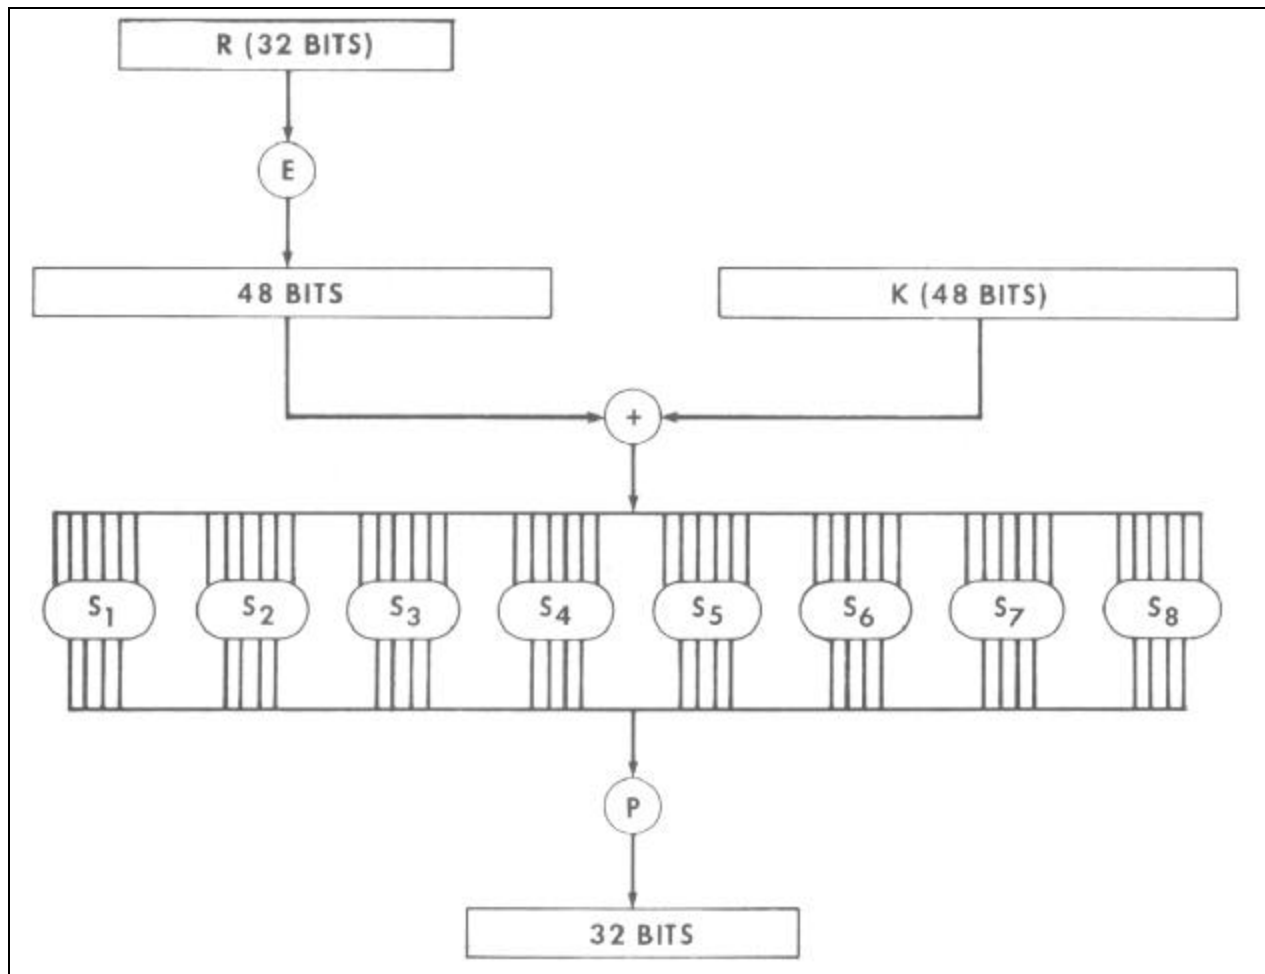 R (32 BITS)
E
48 BITS
K (48 BITS)
+
S1 S2 S3 S4 S5 S6 S7 S8
P
32 BITS